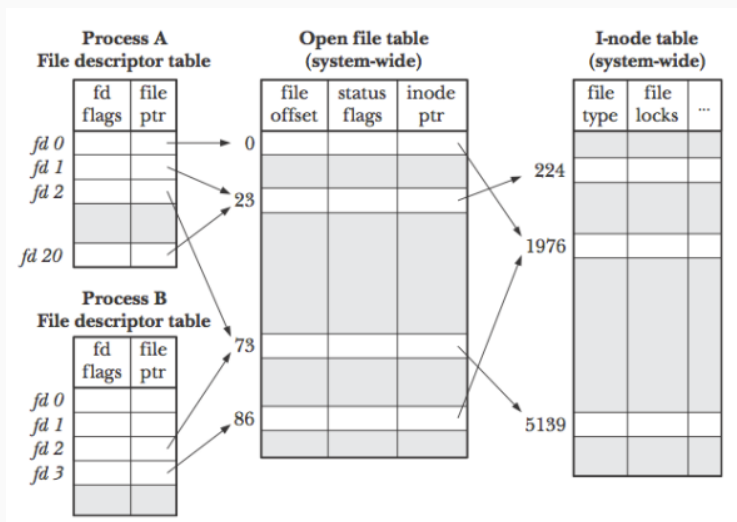 Process A
File descriptor table
fd file
flags ptr
fd 0
fd 1
fd 2
fd 20
Process B
File descriptor table
fd file
flags ptr
fd 0
fd 1
fd 2
fd 3
Open file table
(system-wide)
file status inode
offset flags ptr
0
23
73
86
I-node table
(system-wide)
file file ...
type locks
224
1976
5139